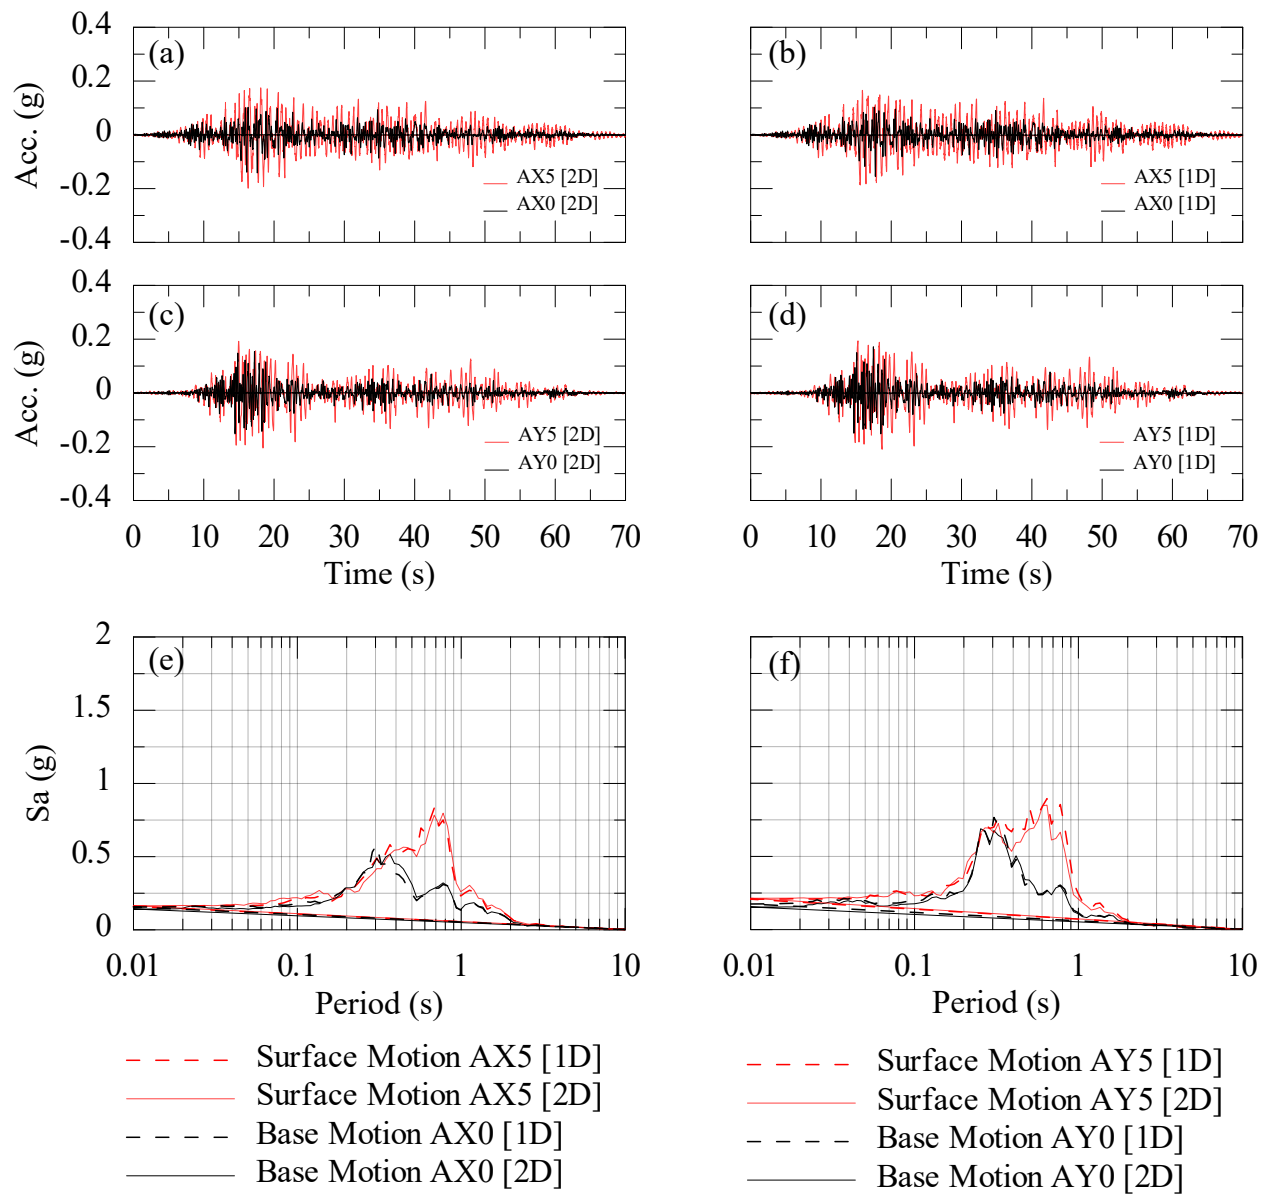 (a)
0.4
0.2
0
-0.2
-0.4
Acc. (g)
AX5 [2D]
AX0 [2D]
(b)
AX5 [1D]
AX0 [1D]
(c)
0.4
0.2
0
-0.2
-0.4
Acc. (g)
AY5 [2D]
AY0 [2D]
0 10 20 30 40 50 60 70
Time (s)
(d)
AY5 [1D]
AY0 [1D]
0 10 20 30 40 50 60 70
Time (s)
(e)
2
1.5
1
0.5
0
Sa (g)
0.01 0.1 1 10
Period (s)
(f)
0.01 0.1 1 10
Period (s)
Surface Motion AX5 [1D]
Surface Motion AX5 [2D]
Base Motion AX0 [1D]
Base Motion AX0 [2D]
Surface Motion AY5 [1D]
Surface Motion AY5 [2D]
Base Motion AY0 [1D]
Base Motion AY0 [2D]